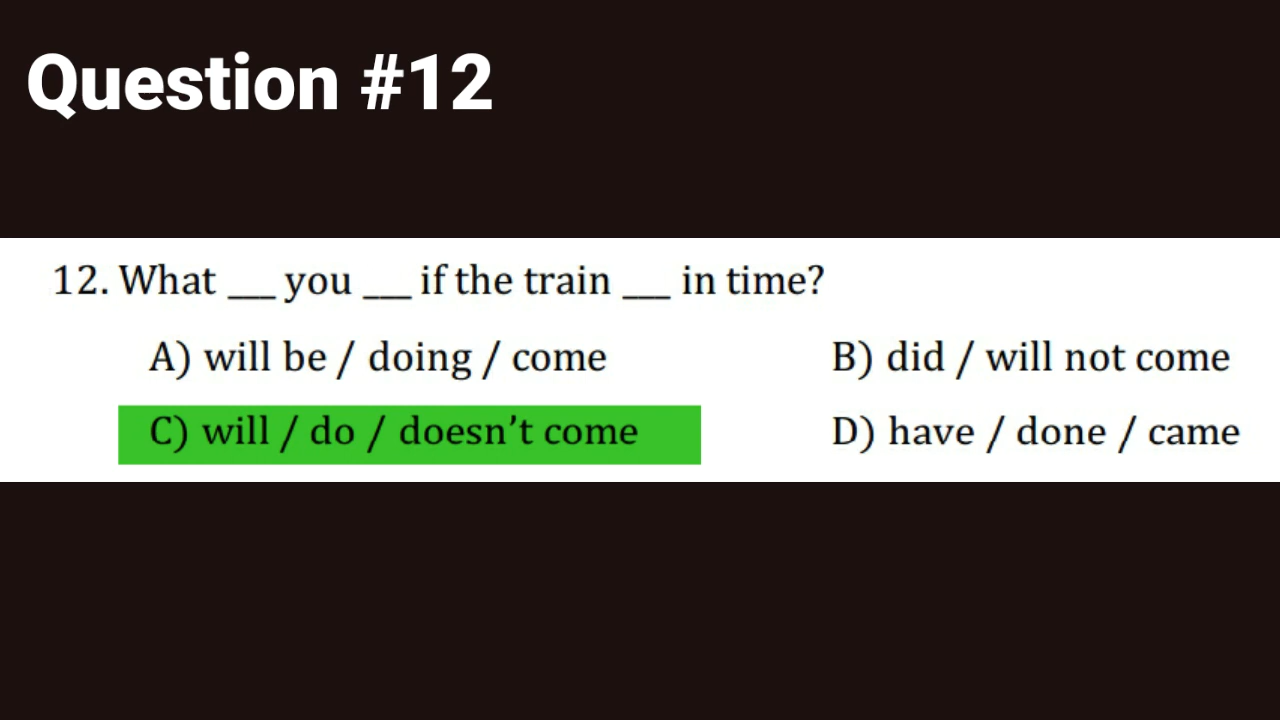 Question #12
12. What ___ you ___ if the train ___ in time?
A) will be / doing / come B) did / will not come
C) will / do / doesn’t come D) have / done / came